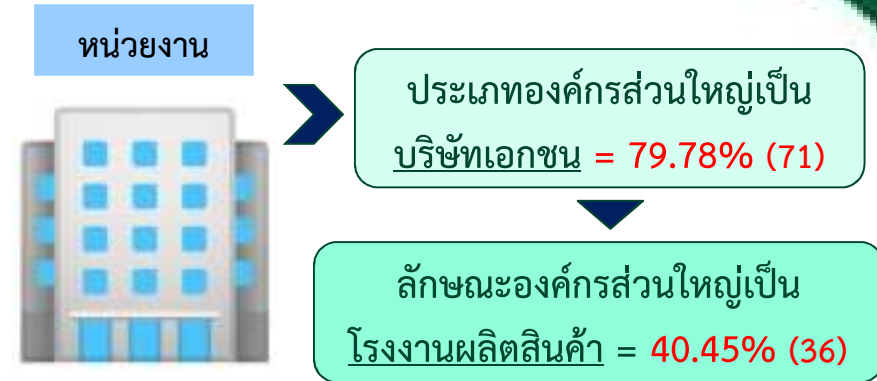 หน่วยงาน
ประเภทองค์กรส่วนใหญ่เป็น
บริษัทเอกชน = 79.78% (71)
ลักษณะองค์กรส่วนใหญ่เป็น
โรงงานผลิตสินค้า = 40.45% (36)